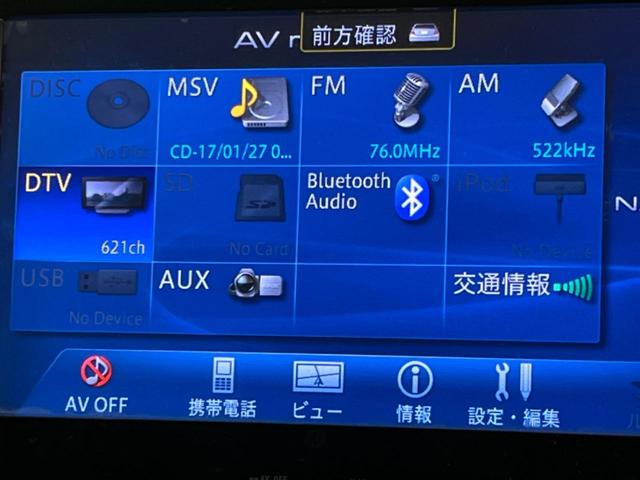 AV
前方確認
DISC
No Disc
MSV
CD-17/01/27 0...
FM
76.0MHz
AM
522kHz
DTV
621ch
SD
No Card
Bluetooth
Audio
iPod
No Device
USB
No Device
AUX
交通情報
AV OFF
携帯電話
ビュー
情報
設定・編集